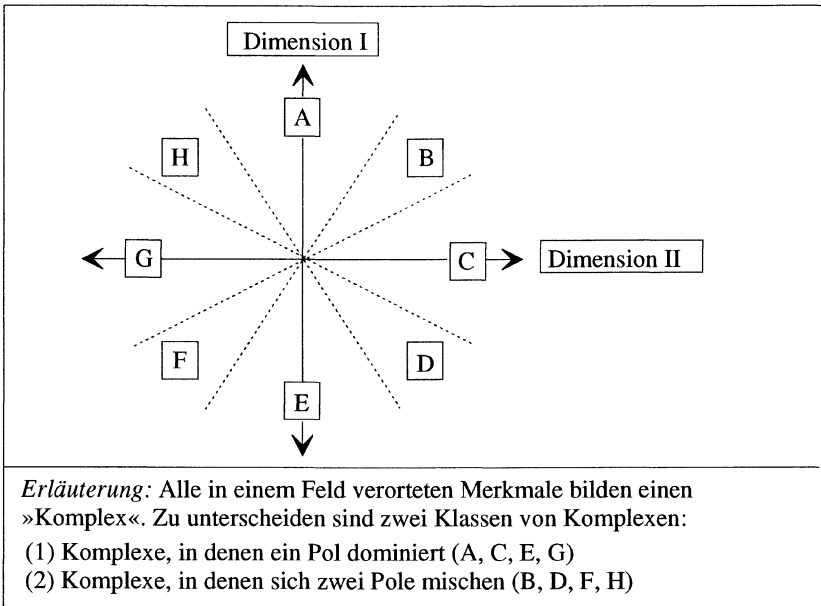 Dimension I
A
H
B
G
C
Dimension II
F
D
E
Erläuterung: Alle in einem Feld verorteten Merkmale bilden einen
»Komplex«. Zu unterscheiden sind zwei Klassen von Komplexen:
(1) Komplexe, in denen ein Pol dominiert (A, C, E, G)
(2) Komplexe, in denen sich zwei Pole mischen (B, D, F, H)